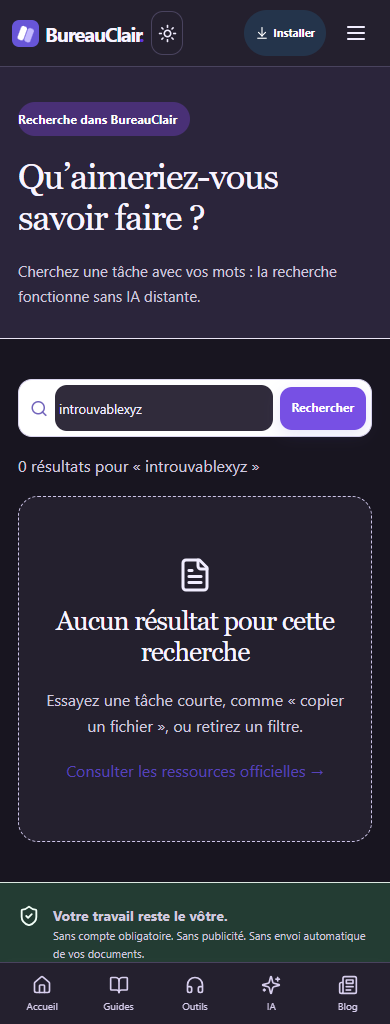 BureauClair.
Installer
Recherche dans BureauClair
Qu’aimeriez-vous
savoir faire ?
Cherchez une tâche avec vos mots : la recherche
fonctionne sans IA distante.
introuvablexyz
Rechercher
0 résultats pour « introuvablexyz »
Aucun résultat pour cette
recherche
Essayez une tâche courte, comme « copier
un fichier », ou retirez un filtre.
Consulter les ressources officielles →
Votre travail reste le vôtre.
Sans compte obligatoire. Sans publicité. Sans envoi automatique
de vos documents.
Accueil
Guides
Outils
IA
Blog